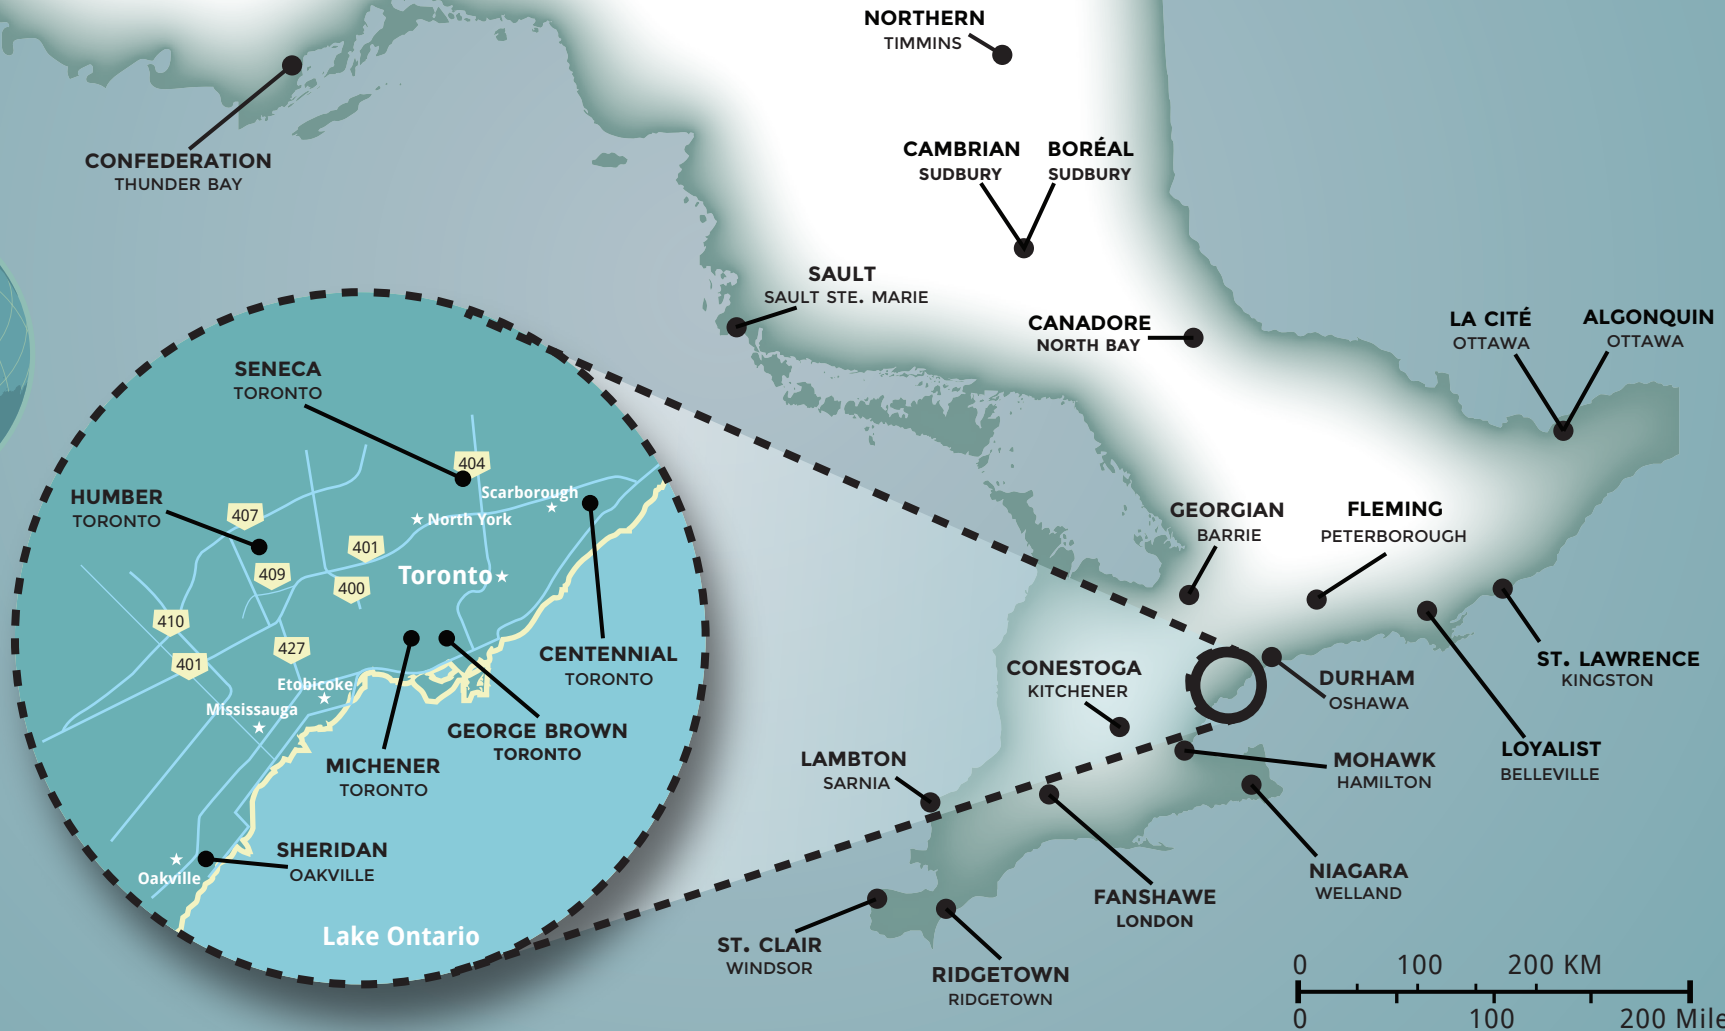 NORTHERN
TIMMINS
CONFEDERATION
THUNDER BAY
CAMBRIAN
SUDBURY
BORÉAL
SUDBURY
SAULT
SAULT STE. MARIE
CANADORE
NORTH BAY
LA CITÉ
OTTAWA
ALGONQUIN
OTTAWA
SENECA
TORONTO
404
Scarborough
HUMBER
TORONTO
407
North York
401
409
400
Toronto
410
427
401
CENTENNIAL
TORONTO
Etobicoke
Mississauga
GEORGE BROWN
TORONTO
MICHENER
TORONTO
SHERIDAN
OAKVILLE
Oakville
Lake Ontario
GEORGIAN
BARRIE
FLEMING
PETERBOROUGH
CONESTOGA
KITCHENER
DURHAM
OSHAWA
ST. LAWRENCE
KINGSTON
LAMBTON
SARNIA
MOHAWK
HAMILTON
LOYALIST
BELLEVILLE
NIAGARA
WELLAND
FANSHAWE
LONDON
ST. CLAIR
WINDSOR
RIDGETOWN
RIDGETOWN
0 100 200 KM
0 100 200 Mile